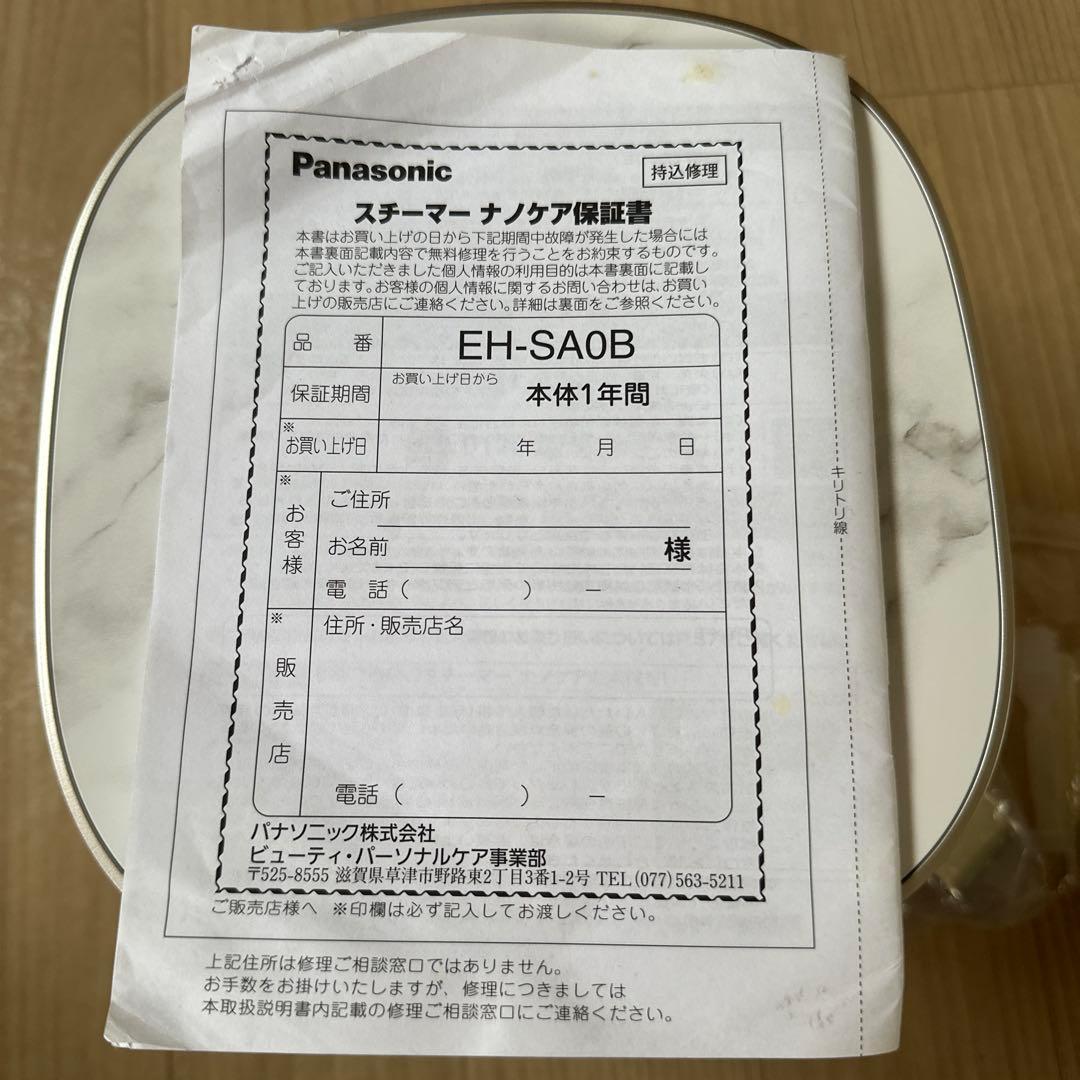 Panasonic
持込修理
スチーマー ナノケア保証書
本書はお買い上げの日から下記期間中故障が発生した場合には
本書裏面記載内容で無料修理を行うことをお約束するものです。
ご記入いただきました個人情報の利用目的は本書裏面に記載し
ております。お客様の個人情報に関するお問い合わせは、お買い
上げの販売店にご連絡ください。詳細は裏面をご参照ください。
品 番 EH-SA0B
保証期間 お買い上げ日から 本体1年間
※お買い上げ日 年 月 日
※お客様
ご住所
お名前 様
電 話 ( ) −
※販売店
住所・販売店名
電話 ( ) −
パナソニック株式会社
ビューティ・パーソナルケア事業部
〒525-8555 滋賀県草津市野路東2丁目3番1-2号 TEL (077) 563-5211
ご販売店様へ ※印欄は必ず記入してお渡しください。
上記住所は修理ご相談窓口ではありません。
お手数をお掛けいたしますが、修理につきましては
本取扱説明書内記載の修理ご相談窓口にご連絡ください。
キリトリ線